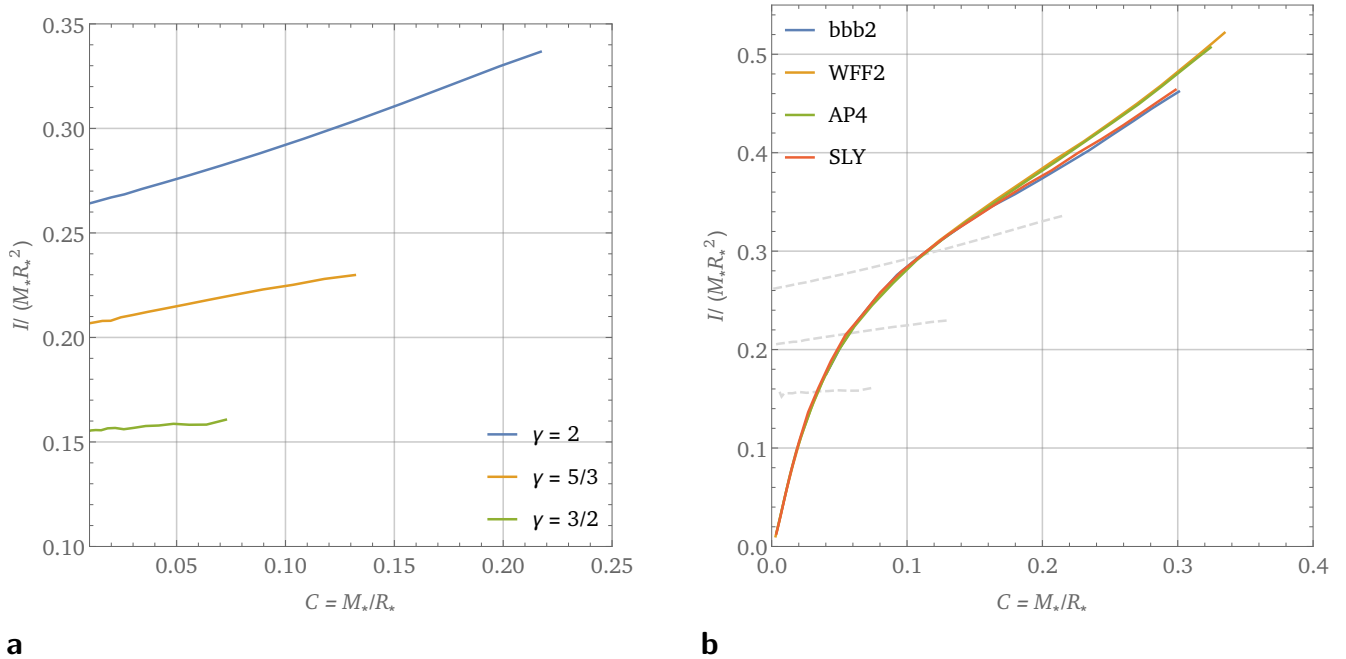 0.35
0.30
0.25
0.20
0.15
0.10
I/ (M⁎R⁎²)
γ = 2
γ = 5/3
γ = 3/2
0.05 0.10 0.15 0.20 0.25
C = M⁎/R⁎
a
bbb2
WFF2
AP4
SLY
0.5
0.4
0.3
0.2
0.1
0.0
I/ (M⁎R⁎²)
0.0 0.1 0.2 0.3 0.4
C = M⁎/R⁎
b